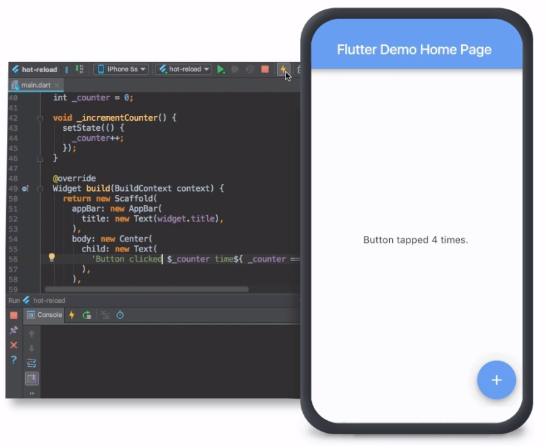 hot-reload
iPhone 5s
hot-reload
main.dart
40 int _counter = 0;
41
42 void _incrementCounter() {
43 setState(() {
44 _counter++;
45 });
46 }
47
48 @override
49 Widget build(BuildContext context) {
50 return new Scaffold(
51 appBar: new AppBar(
52 title: new Text(widget.title),
53 ),
54 body: new Center(
55 child: new Text(
56 'Button clicked $_counter time${ _counter ==
57 ),
58 ),
59
Run hot-reload
Console
Flutter Demo Home Page
Button tapped 4 times.
+